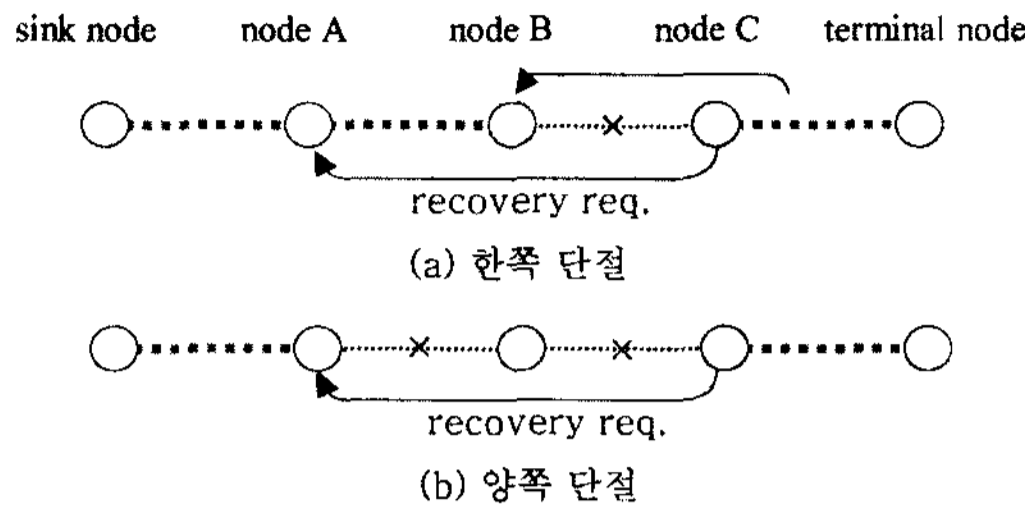 sink node node A node B node C terminal node
recovery req.
(a) 한쪽 단절
recovery req.
(b) 양쪽 단절